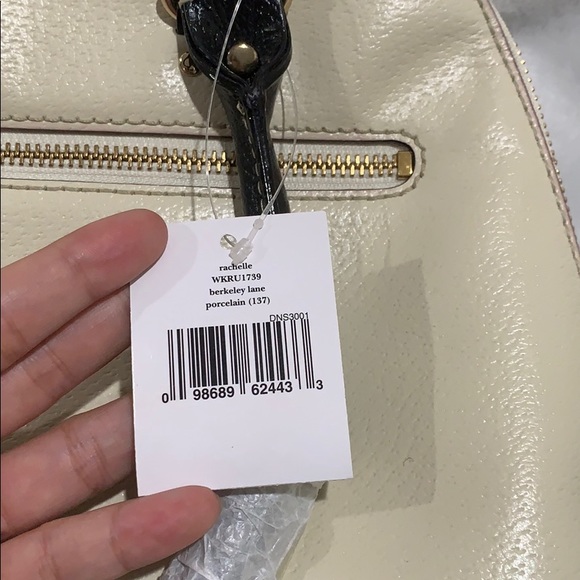 rachelle
WKRU1739
berkeley lane
porcelain (137)
DNS3001
0 98689 62443 3